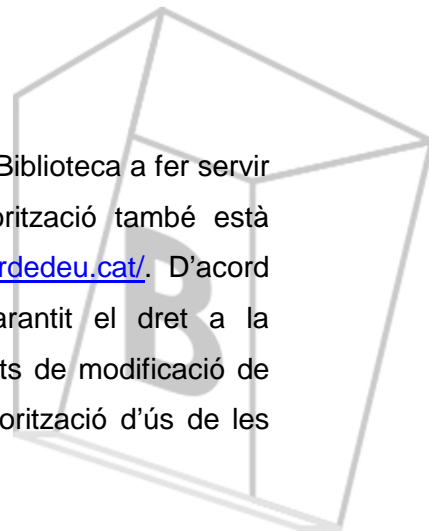 Biblioteca a fer servir
orització també està
rdedeu.cat/. D’acord
arantit el dret a la
ts de modificació de
orització d’ús de les
B